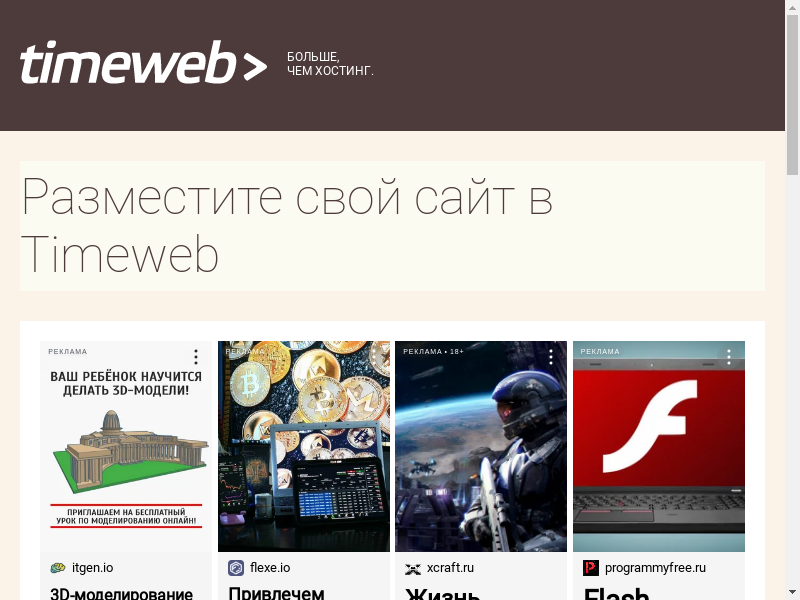 timeweb>
БОЛЬШЕ,
ЧЕМ ХОСТИНГ.
Разместите свой сайт в
Timeweb
РЕКЛАМА
ВАШ РЕБЁНОК НАУЧИТСЯ
ДЕЛАТЬ 3D-МОДЕЛИ!
ПРИГЛАШАЕМ НА БЕСПЛАТНЫЙ
УРОК ПО МОДЕЛИРОВАНИЮ ОНЛАЙН!
itgen.io
3D-моделирование
РЕКЛАМА
flexe.io
Привлечем
РЕКЛАМА • 18+
xcraft.ru
Жизнь
РЕКЛАМА
programmyfree.ru
Flash